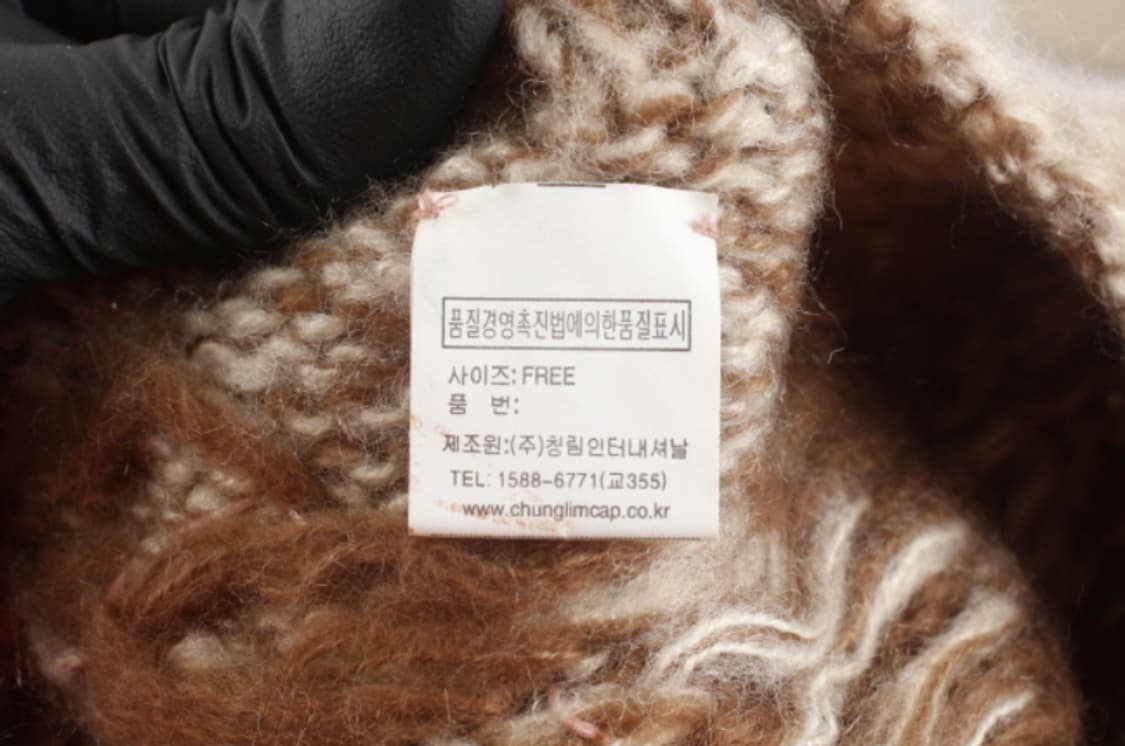 품질경영촉진법에의한품질표시
사이즈: FREE
품 번:
제조원:(주)청림인터내셔날
TEL: 1588-6771(교355)
www.chunglimcap.co.kr